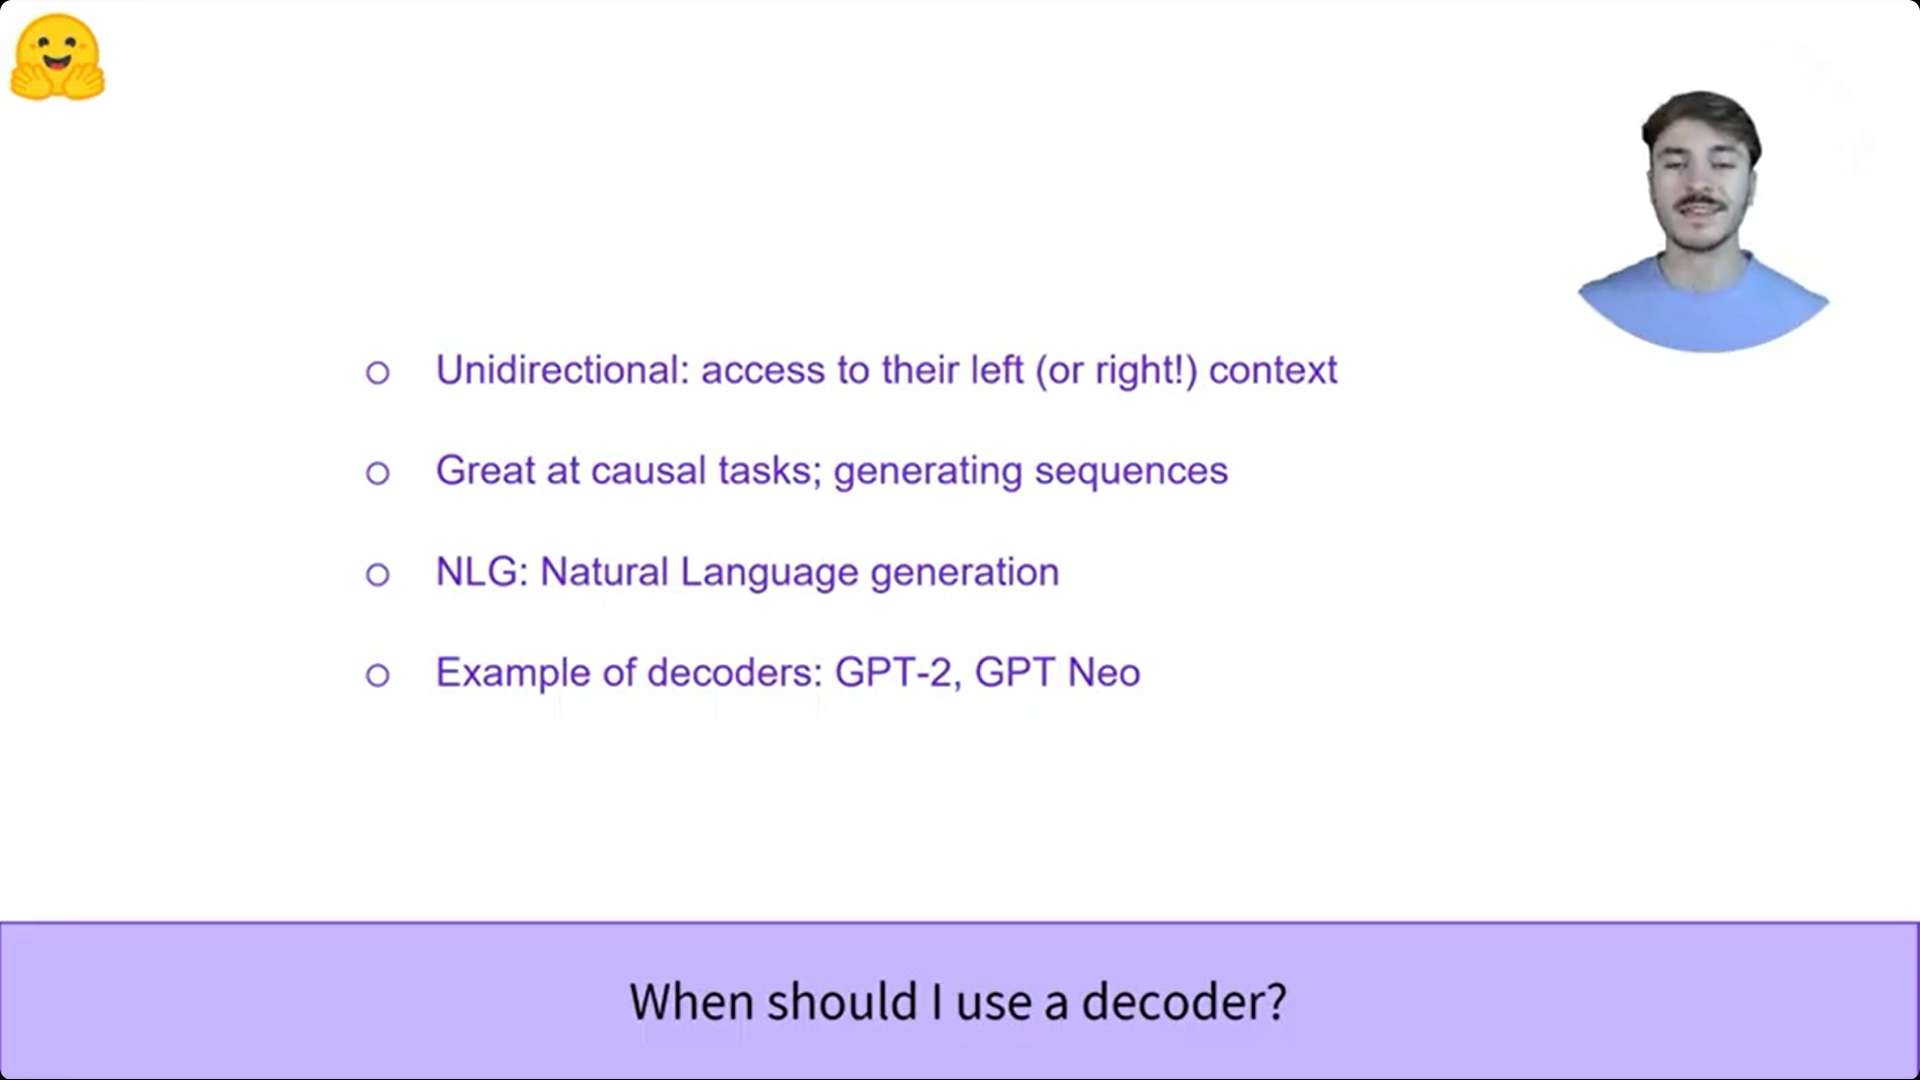 Unidirectional: access to their left (or right!) context
Great at causal tasks; generating sequences
NLG: Natural Language generation
Example of decoders: GPT-2, GPT Neo
When should I use a decoder?